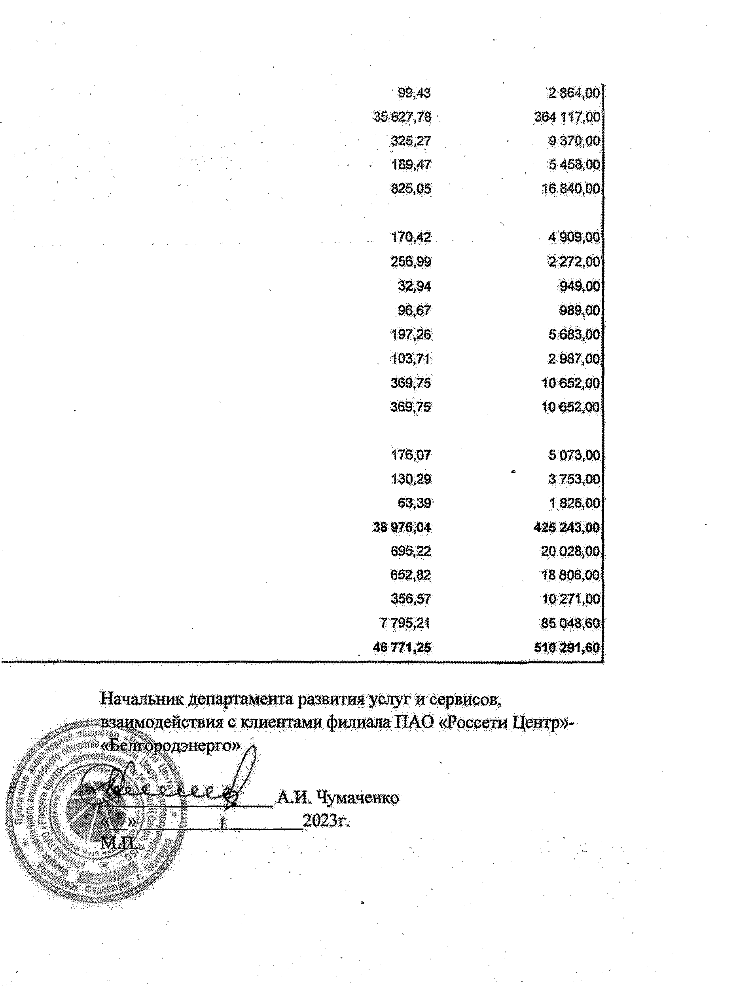 99,43 2 864,00
35 627,78 364 117,00
325,27 9 370,00
189,47 5 458,00
825,05 16 840,00
170,42 4 909,00
256,99 2 272,00
32,94 949,00
96,67 989,00
197,26 5 683,00
103,71 2 987,00
369,75 10 652,00
369,75 10 652,00
176,07 5 073,00
130,29 3 753,00
63,39 1 826,00
38 976,04 425 243,00
695,22 20 028,00
652,82 18 806,00
356,57 10 271,00
7 795,21 85 048,60
46 771,25 510 291,60
Начальник департамента развития услуг и сервисов,
взаимодействия с клиентами филиала ПАО «Россети Центр»-
«Белгородэнерго»
А.И. Чумаченко
«__» 2023г.
М.П.